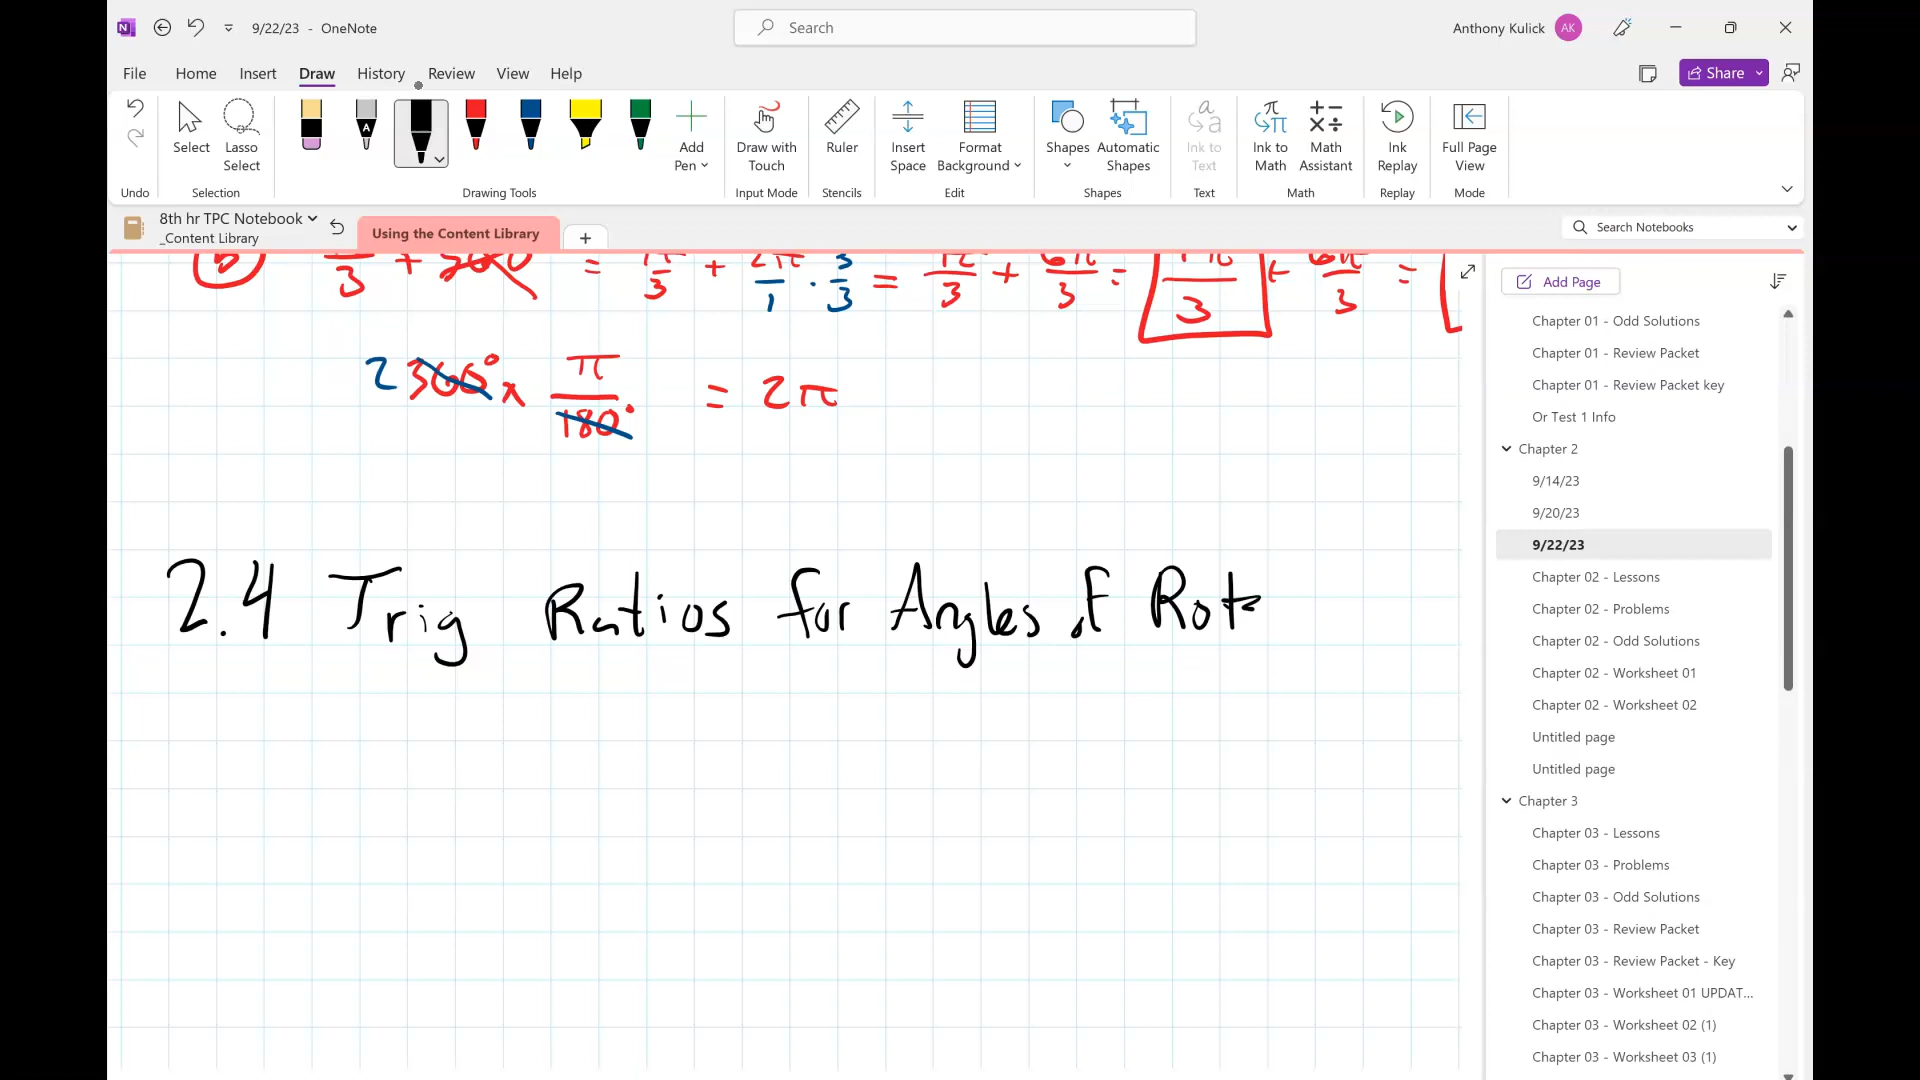 9/22/23 - OneNote
Search
Anthony Kulick AK
File Home Insert Draw History Review View Help
Share
Undo
Select
Lasso Select
Selection
A
Drawing Tools
Add Pen
Draw with Touch
Input Mode
Ruler
Stencils
Insert Space
Format Background
Edit
Shapes
Automatic Shapes
Shapes
Ink to Text
Text
Ink to Math
Math Assistant
Math
Ink Replay
Replay
Full Page View
Mode
8th hr TPC Notebook
_Content Library
Using the Content Library
Search Notebooks
2 360° x π/180° = 2π
2.4 Trig Ratios for Angles of Rot
Add Page
Chapter 01 - Odd Solutions
Chapter 01 - Review Packet
Chapter 01 - Review Packet key
Or Test 1 Info
Chapter 2
9/14/23
9/20/23
9/22/23
Chapter 02 - Lessons
Chapter 02 - Problems
Chapter 02 - Odd Solutions
Chapter 02 - Worksheet 01
Chapter 02 - Worksheet 02
Untitled page
Untitled page
Chapter 3
Chapter 03 - Lessons
Chapter 03 - Problems
Chapter 03 - Odd Solutions
Chapter 03 - Review Packet
Chapter 03 - Review Packet - Key
Chapter 03 - Worksheet 01 UPDAT...
Chapter 03 - Worksheet 02 (1)
Chapter 03 - Worksheet 03 (1)